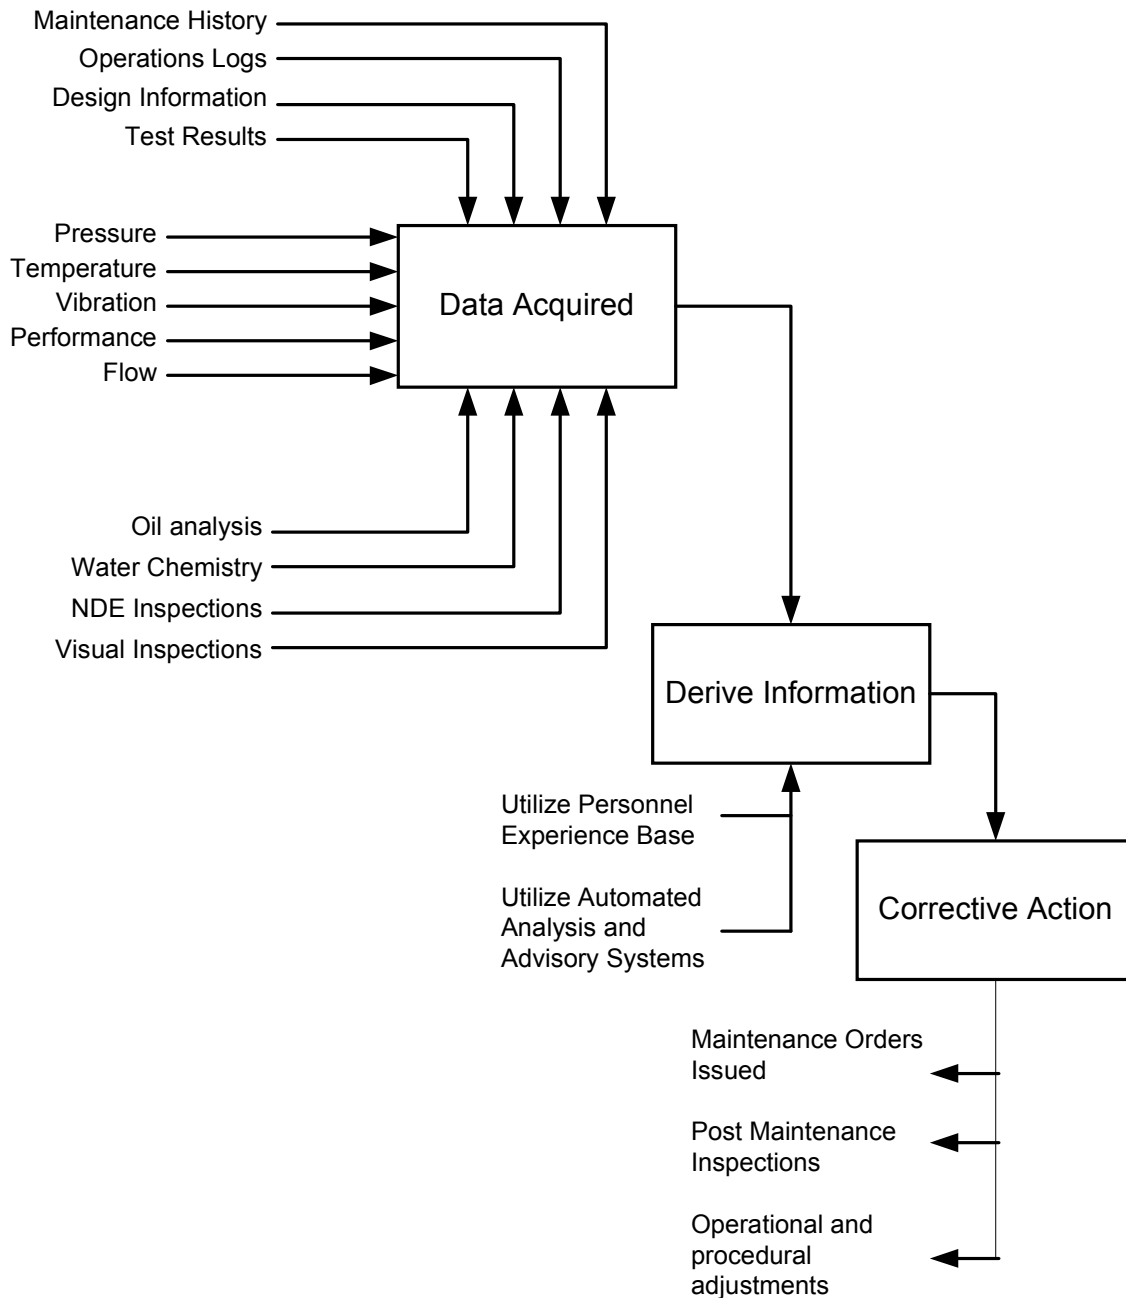 Maintenance History
Operations Logs
Design Information
Test Results
Pressure
Temperature
Vibration
Performance
Flow
Data Acquired
Oil analysis
Water Chemistry
NDE Inspections
Visual Inspections
Derive Information
Utilize Personnel
Experience Base
Utilize Automated
Analysis and
Advisory Systems
Corrective Action
Maintenance Orders
Issued
Post Maintenance
Inspections
Operational and
procedural
adjustments